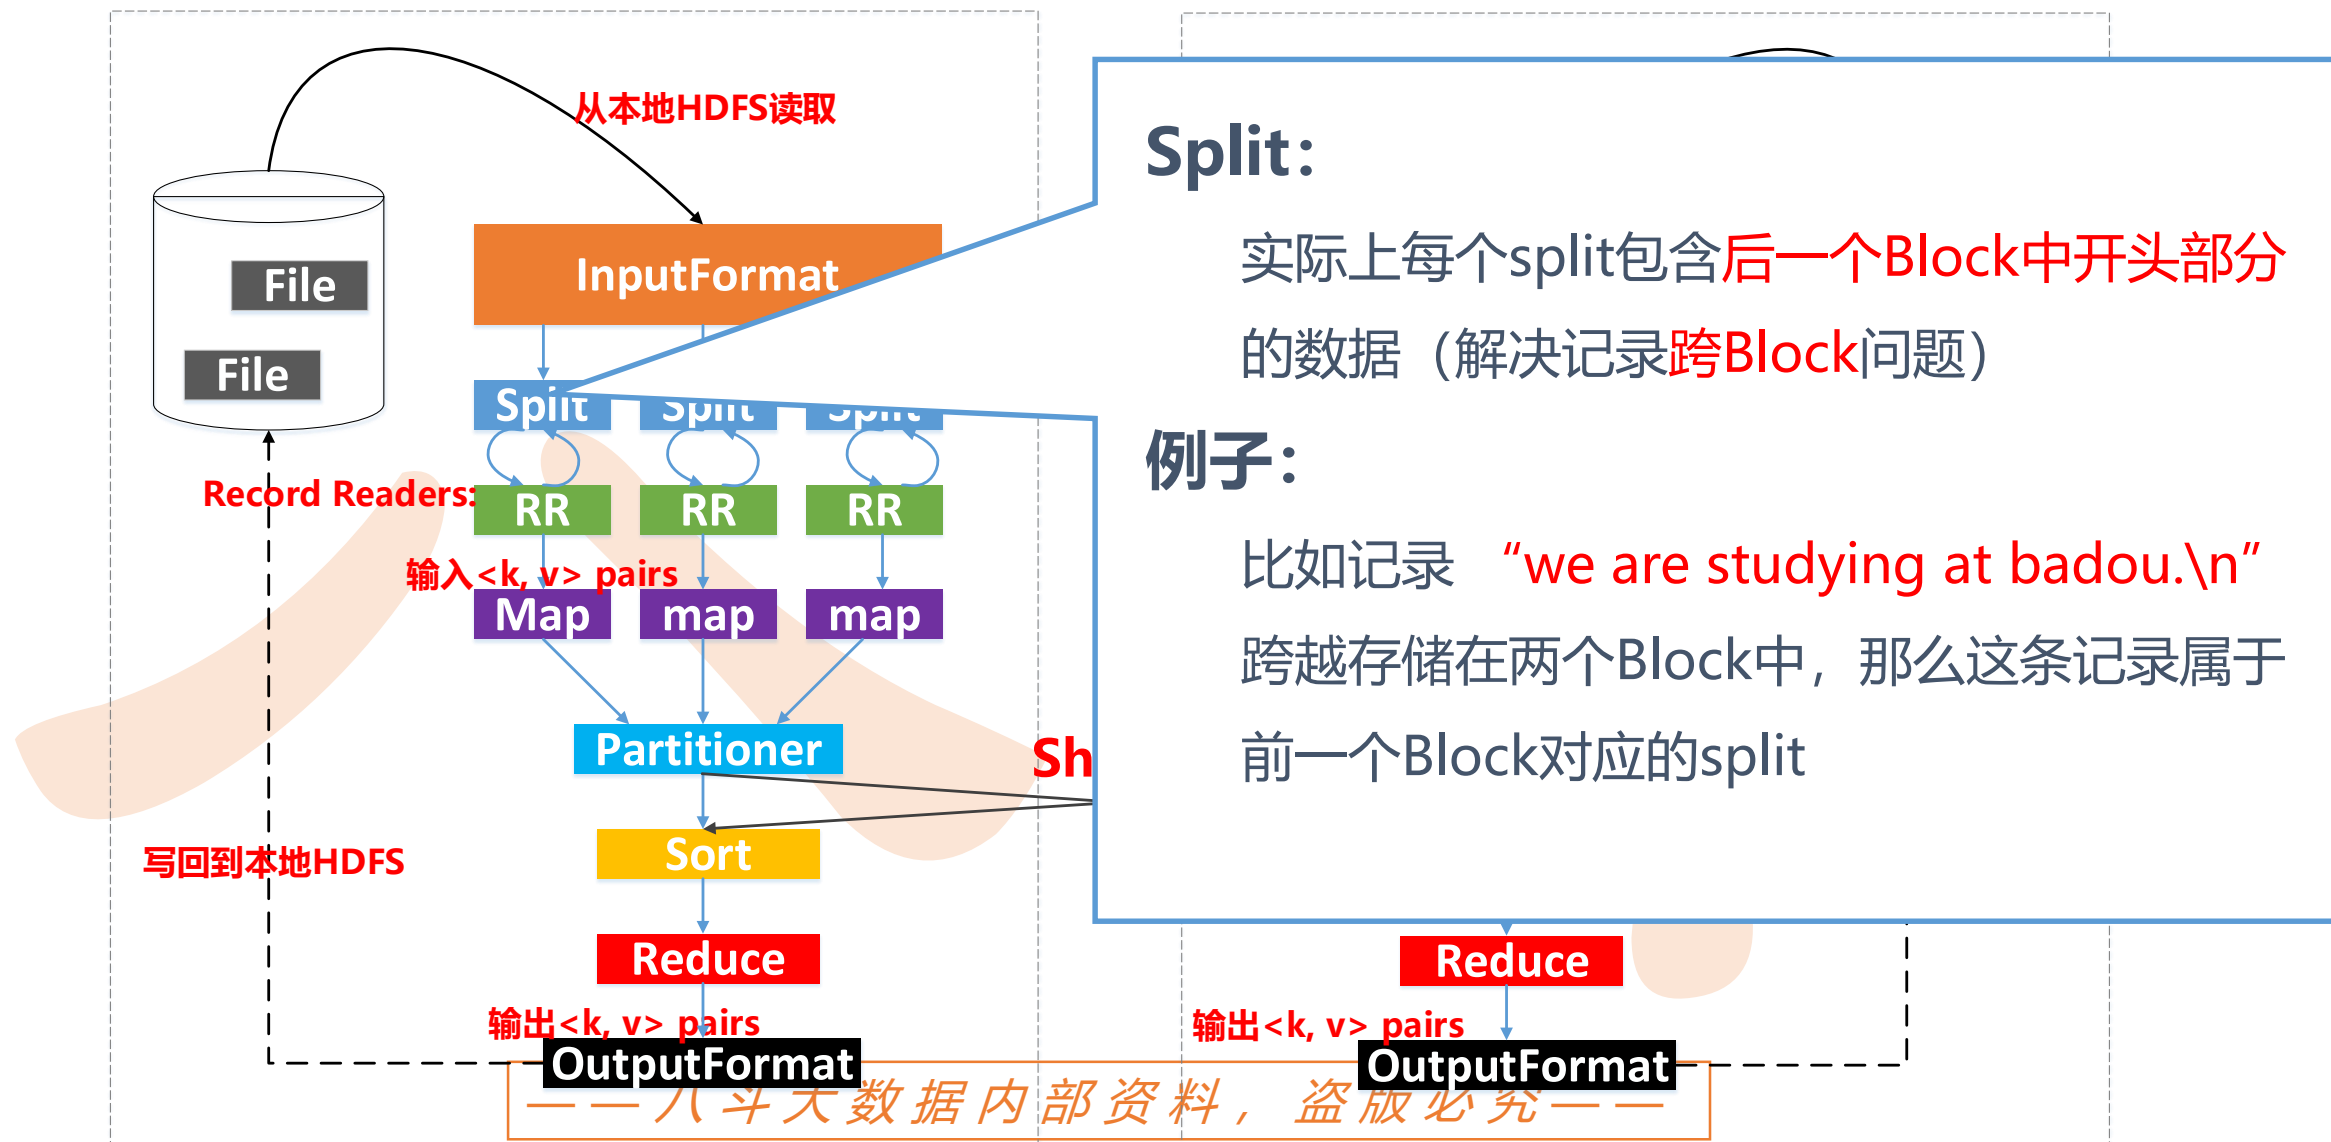 从本地HDFS读取
File
File
InputFormat
Split
Split
Split
Record Readers:
RR
RR
RR
输入<k, v> pairs
Map
map
map
Partitioner
Sh
Sort
写回到本地HDFS
Reduce
输出<k, v> pairs
OutputFormat
Split：
实际上每个split包含后一个Block中开头部分
的数据（解决记录跨Block问题）
例子：
比如记录 “we are studying at badou.\n”
跨越存储在两个Block中，那么这条记录属于
前一个Block对应的split
Reduce
输出<k, v> pairs
OutputFormat
——八斗大数据内部资料，盗版必究——